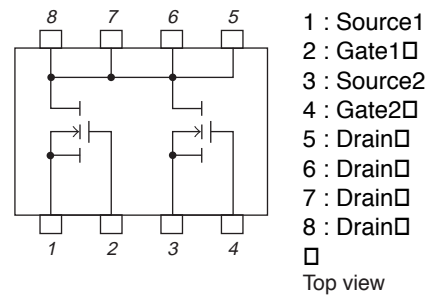 8 7 6 5
1 : Source1
2 : Gate1□
3 : Source2
4 : Gate2□
5 : Drain□
6 : Drain□
7 : Drain□
8 : Drain□
□
1 2 3 4
Top view